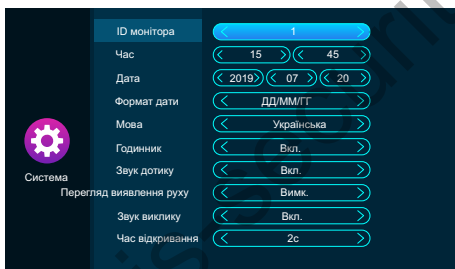 ID монітора 1
Час 15 45
Дата 2019 07 20
Формат дати ДД/ММ/ГГ
Мова Українська
Годинник Вкл.
Звук дотику Вкл.
Система
Перегляд виявлення руху Вимк.
Звук виклику Вкл.
Час відкривання 2с